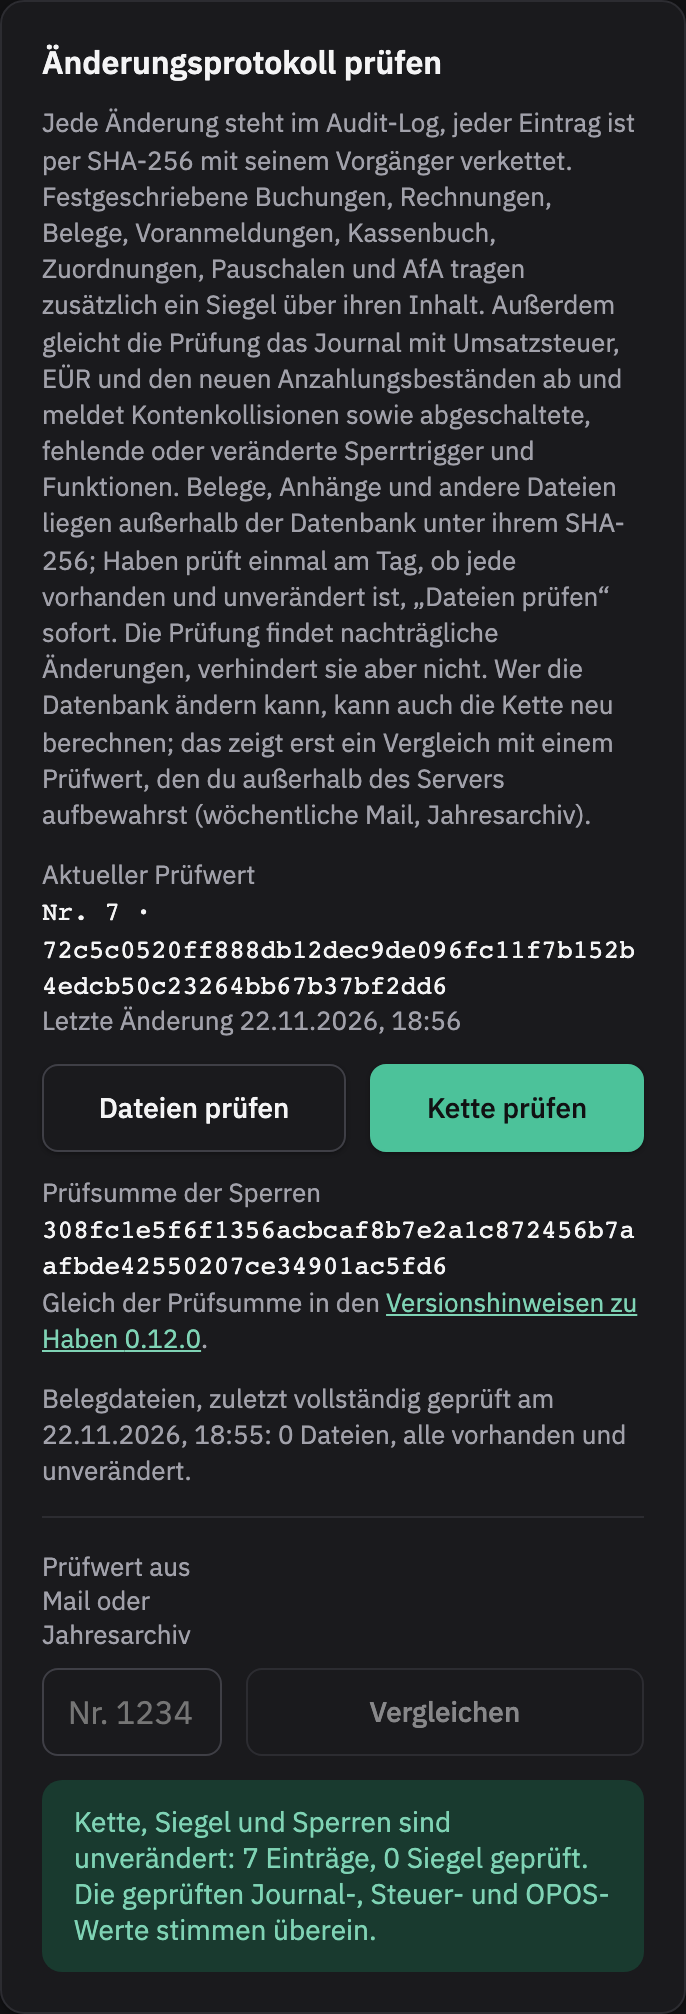 Änderungsprotokoll prüfen
Jede Änderung steht im Audit-Log, jeder Eintrag ist
per SHA-256 mit seinem Vorgänger verkettet.
Festgeschriebene Buchungen, Rechnungen,
Belege, Voranmeldungen, Kassenbuch,
Zuordnungen, Pauschalen und AfA tragen
zusätzlich ein Siegel über ihren Inhalt. Außerdem
gleicht die Prüfung das Journal mit Umsatzsteuer,
EÜR und den neuen Anzahlungsbeständen ab und
meldet Kontenkollisionen sowie abgeschaltete,
fehlende oder veränderte Sperrtrigger und
Funktionen. Belege, Anhänge und andere Dateien
liegen außerhalb der Datenbank unter ihrem SHA-
256; Haben prüft einmal am Tag, ob jede
vorhanden und unverändert ist, „Dateien prüfen“
sofort. Die Prüfung findet nachträgliche
Änderungen, verhindert sie aber nicht. Wer die
Datenbank ändern kann, kann auch die Kette neu
berechnen; das zeigt erst ein Vergleich mit einem
Prüfwert, den du außerhalb des Servers
aufbewahrst (wöchentliche Mail, Jahresarchiv).
Aktueller Prüfwert
Nr. 7 ·
72c5c0520ff888db12dec9de096fc11f7b152b
4edcb50c23264bb67b37bf2dd6
Letzte Änderung 22.11.2026, 18:56
Dateien prüfen
Kette prüfen
Prüfsumme der Sperren
308fc1e5f6f1356acbcaf8b7e2a1c872456b7a
afbde42550207ce34901ac5fd6
Gleich der Prüfsumme in den Versionshinweisen zu
Haben 0.12.0.
Belegdateien, zuletzt vollständig geprüft am
22.11.2026, 18:55: 0 Dateien, alle vorhanden und
unverändert.
Prüfwert aus
Mail oder
Jahresarchiv
Nr. 1234
Vergleichen
Kette, Siegel und Sperren sind
unverändert: 7 Einträge, 0 Siegel geprüft.
Die geprüften Journal-, Steuer- und OPOS-
Werte stimmen überein.